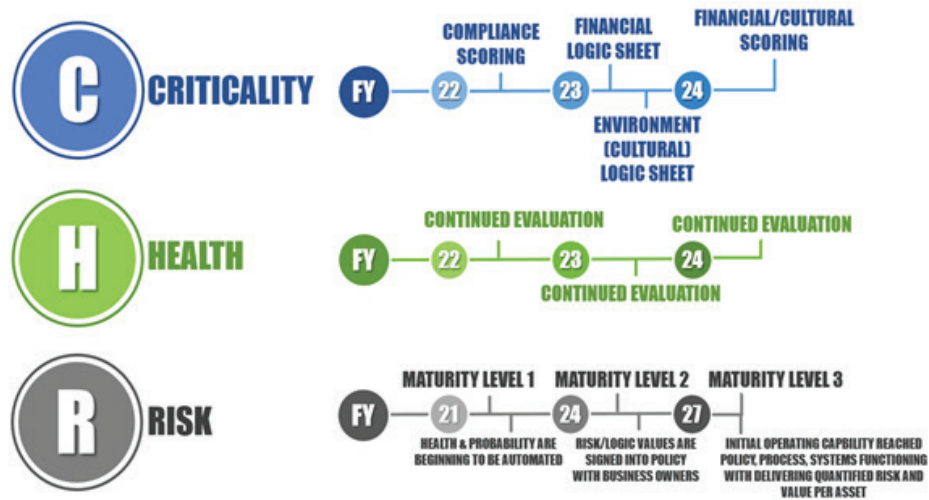 C
CRITICALITY
FY
22
COMPLIANCE
SCORING
23
FINANCIAL
LOGIC SHEET
ENVIRONMENT
(CULTURAL)
LOGIC SHEET
24
FINANCIAL/CULTURAL
SCORING
H
HEALTH
FY
22
CONTINUED EVALUATION
23
CONTINUED EVALUATION
24
CONTINUED EVALUATION
R
RISK
FY
21
MATURITY LEVEL 1
HEALTH & PROBABILITY ARE
BEGINNING TO BE AUTOMATED
24
MATURITY LEVEL 2
RISK/LOGIC VALUES ARE
SIGNED INTO POLICY
WITH BUSINESS OWNERS
27
MATURITY LEVEL 3
INITIAL OPERATING CAPBILITY REACHED
POLICY, PROCESS, SYSTEMS FUNCTIONING
WITH DELIVERING QUANTIFIED RISK AND
VALUE PER ASSET